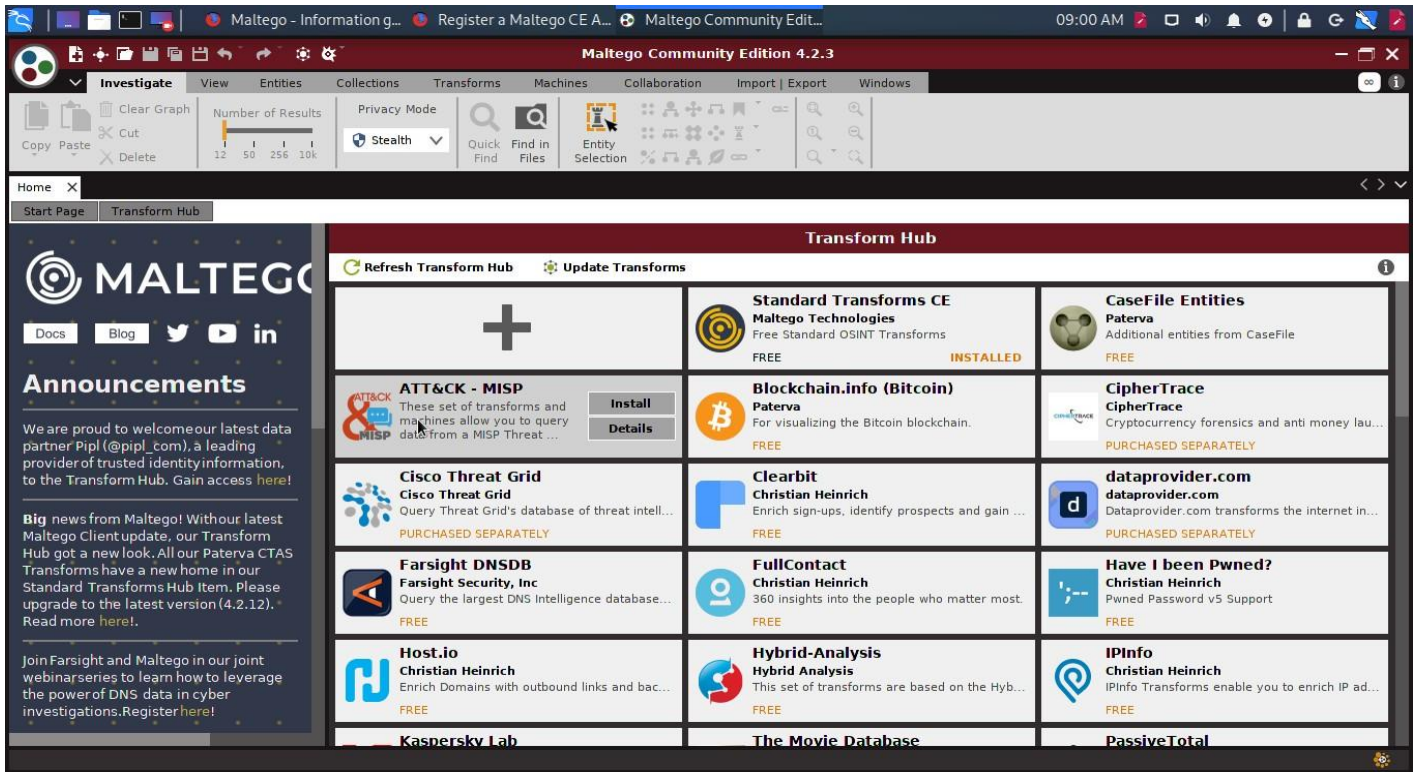 Maltego - Information g...
Register a Maltego CE A...
Maltego Community Edit...
09:00 AM
Maltego Community Edition 4.2.3
Investigate View Entities Collections Transforms Machines Collaboration Import | Export Windows
Copy
Paste
Clear Graph
Cut
Delete
Number of Results
12 50 256 10k
Privacy Mode
Stealth
Quick Find
Find in Files
Entity Selection
Home X
Start Page Transform Hub
MALTEGO
Docs Blog
Announcements
We are proud to welcomeour latest data
partner Pipl (@pipl_com), a leading
provider of trusted identity information,
to the Transform Hub. Gain access here!
Big news from Maltego! Withour latest
Maltego Client update, our Transform
Hub got a new look. All our Paterva CTAS
Transforms have a new home in our
Standard Transforms Hub Item. Please
upgrade to the latest version (4.2.12).
Read more here!.
Join Farsight and Maltego in our joint
webinarseries to learn how to leverage
the power of DNS data in cyber
investigations.Register here!
Transform Hub
Refresh Transform Hub Update Transforms
Standard Transforms CE
Maltego Technologies
Free Standard OSINT Transforms
FREE INSTALLED
CaseFile Entities
Paterva
Additional entities from CaseFile
FREE
ATT&CK
MISP
ATT&CK - MISP
These set of transforms and
machines allow you to query
data from a MISP Threat ...
Install
Details
Blockchain.info (Bitcoin)
Paterva
For visualizing the Bitcoin blockchain.
FREE
CIPHERTRACE
CipherTrace
CipherTrace
Cryptocurrency forensics and anti money lau...
PURCHASED SEPARATELY
Cisco Threat Grid
Cisco Threat Grid
Query Threat Grid's database of threat intell...
PURCHASED SEPARATELY
Clearbit
Christian Heinrich
Enrich sign-ups, identify prospects and gain ...
FREE
d
dataprovider.com
dataprovider.com
Dataprovider.com transforms the internet in...
PURCHASED SEPARATELY
Farsight DNSDB
Farsight Security, Inc
Query the largest DNS Intelligence database...
FREE
FullContact
Christian Heinrich
360 insights into the people who matter most.
FREE
';--
Have I been Pwned?
Christian Heinrich
Pwned Password v5 Support
FREE
Host.io
Christian Heinrich
Enrich Domains with outbound links and bac...
FREE
Hybrid-Analysis
Hybrid Analysis
This set of transforms are based on the Hyb...
FREE
IPInfo
Christian Heinrich
IPInfo Transforms enable you to enrich IP ad...
FREE
Kaspersky Lab
The Movie Database
PassiveTotal